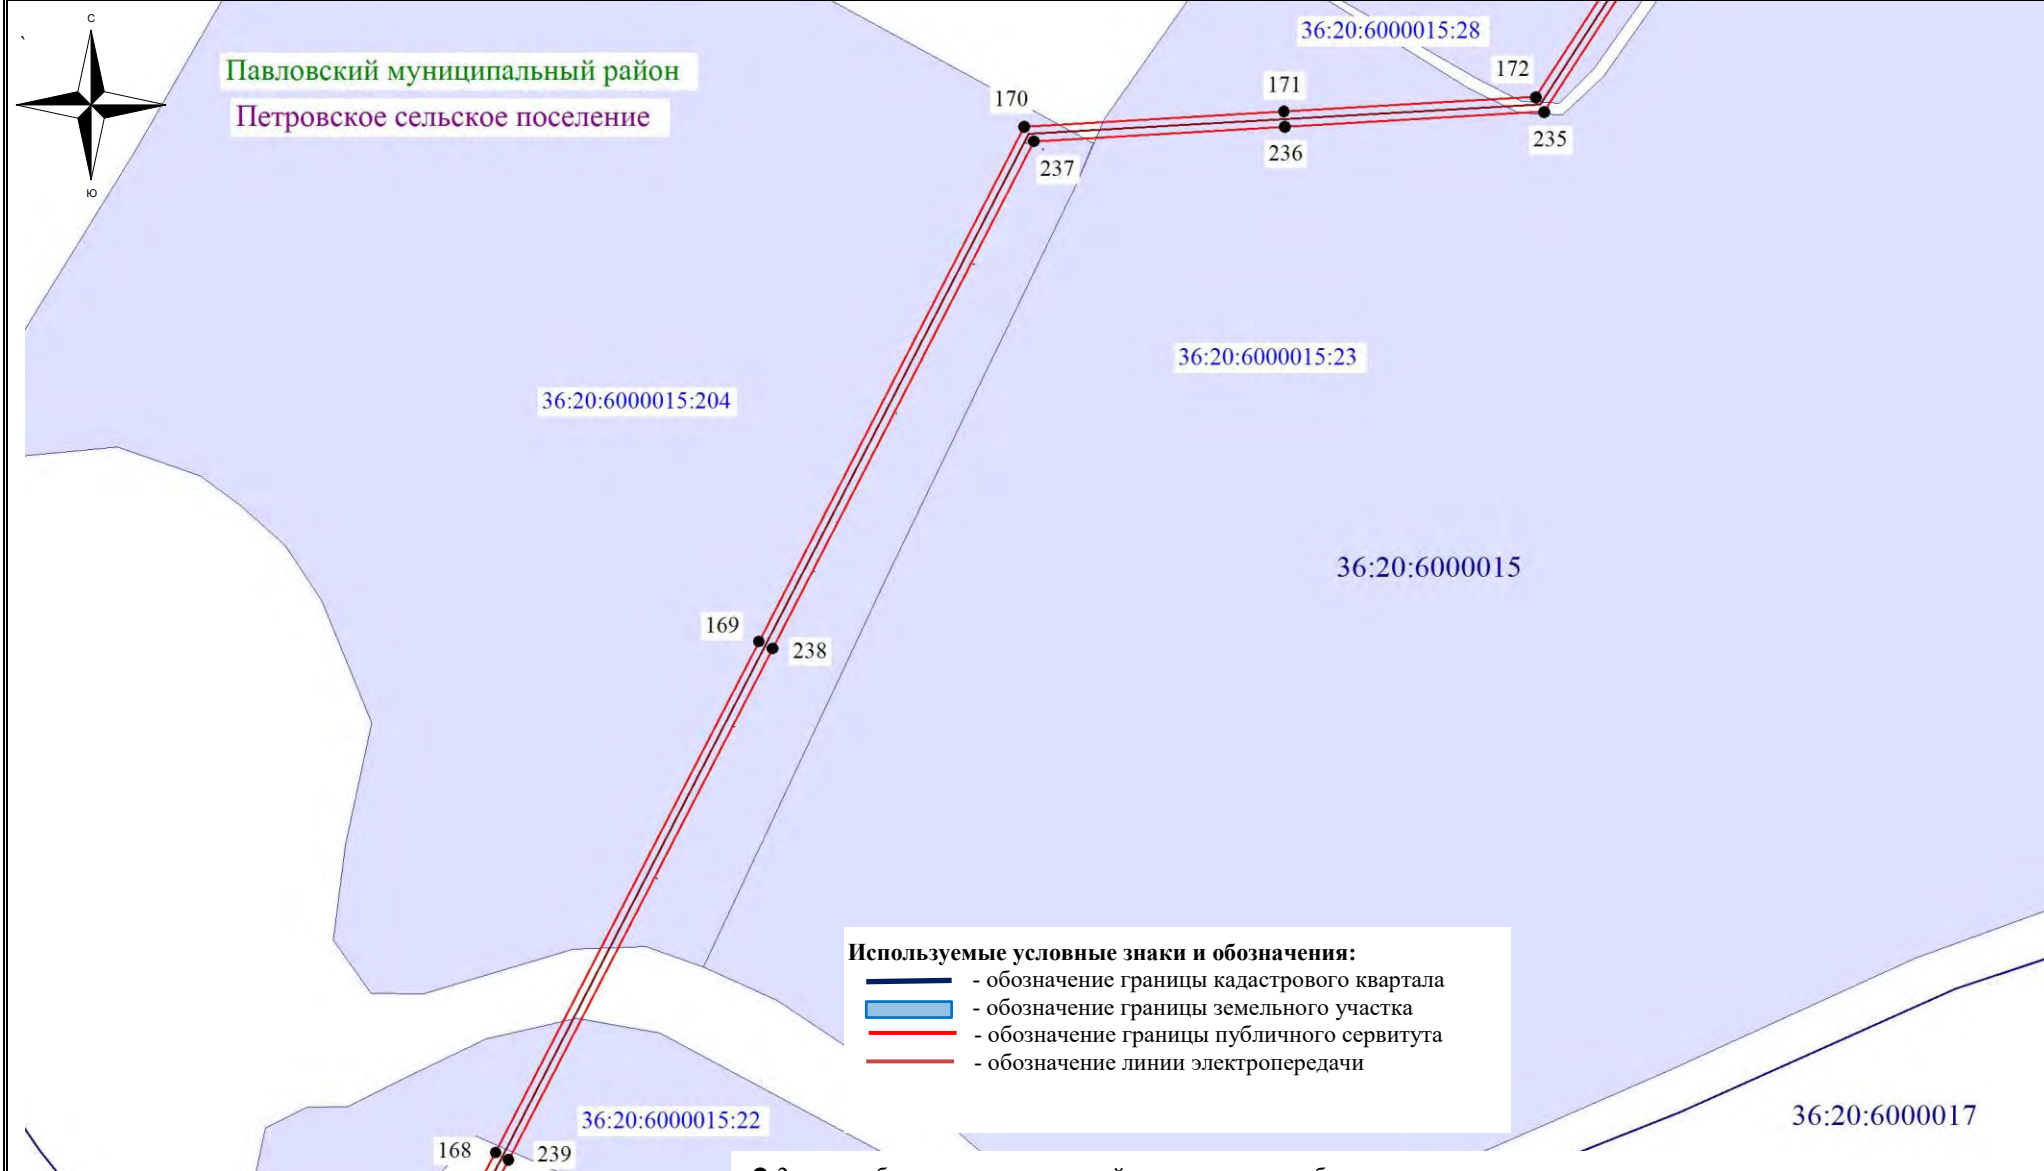 С
Ю
Павловский муниципальный район
Петровское сельское поселение
36:20:6000015:28
172
171
170
235
236
237
36:20:6000015:23
36:20:6000015:204
36:20:6000015
169
238
Используемые условные знаки и обозначения:
- обозначение границы кадастрового квартала
- обозначение границы земельного участка
- обозначение границы публичного сервитута
- обозначение линии электропередачи
36:20:6000015:22
36:20:6000017
168
239